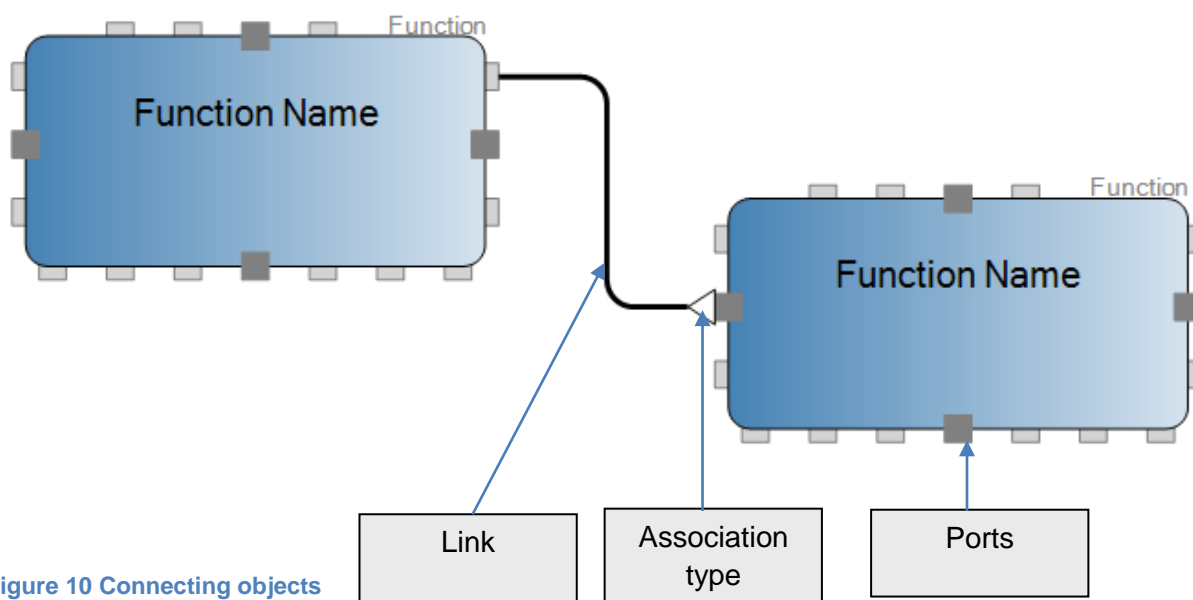 Function
Function Name
Function
Function Name
Link
Association
type
Ports
igure 10 Connecting objects